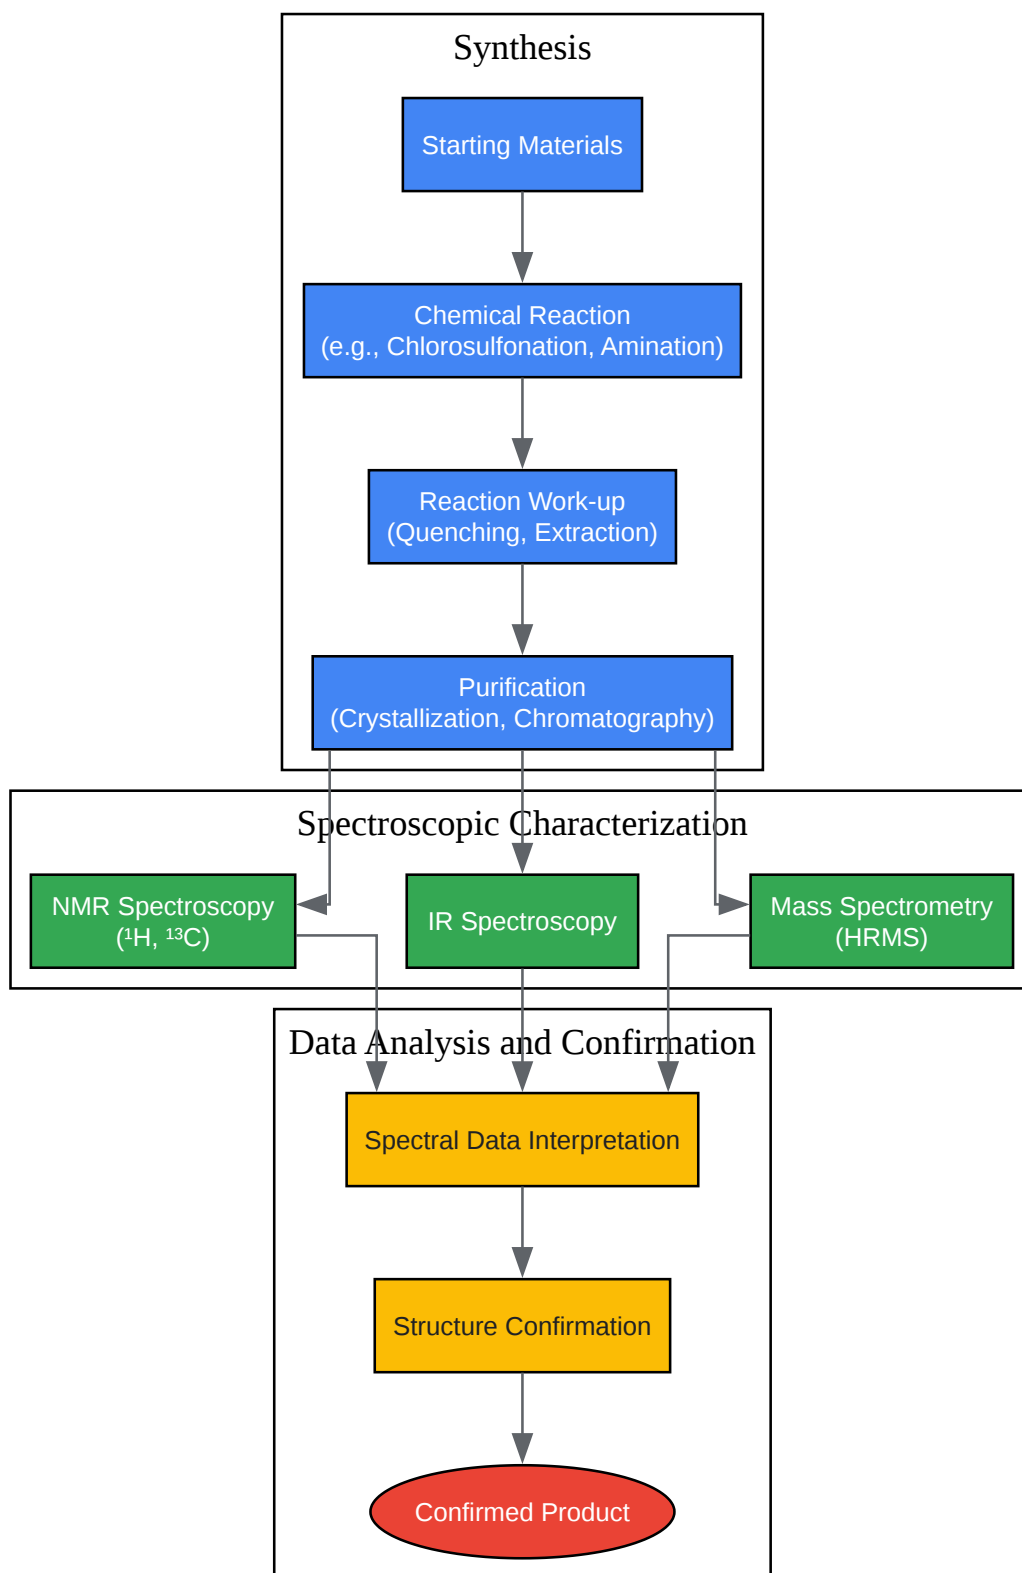 Synthesis
Starting Materials
Chemical Reaction
(e.g., Chlorosulfonation, Amination)
Reaction Work-up
(Quenching, Extraction)
Purification
(Crystallization, Chromatography)
Spectroscopic Characterization
NMR Spectroscopy
(¹H, ¹³C)
IR Spectroscopy
Mass Spectrometry
(HRMS)
Data Analysis and Confirmation
Spectral Data Interpretation
Structure Confirmation
Confirmed Product